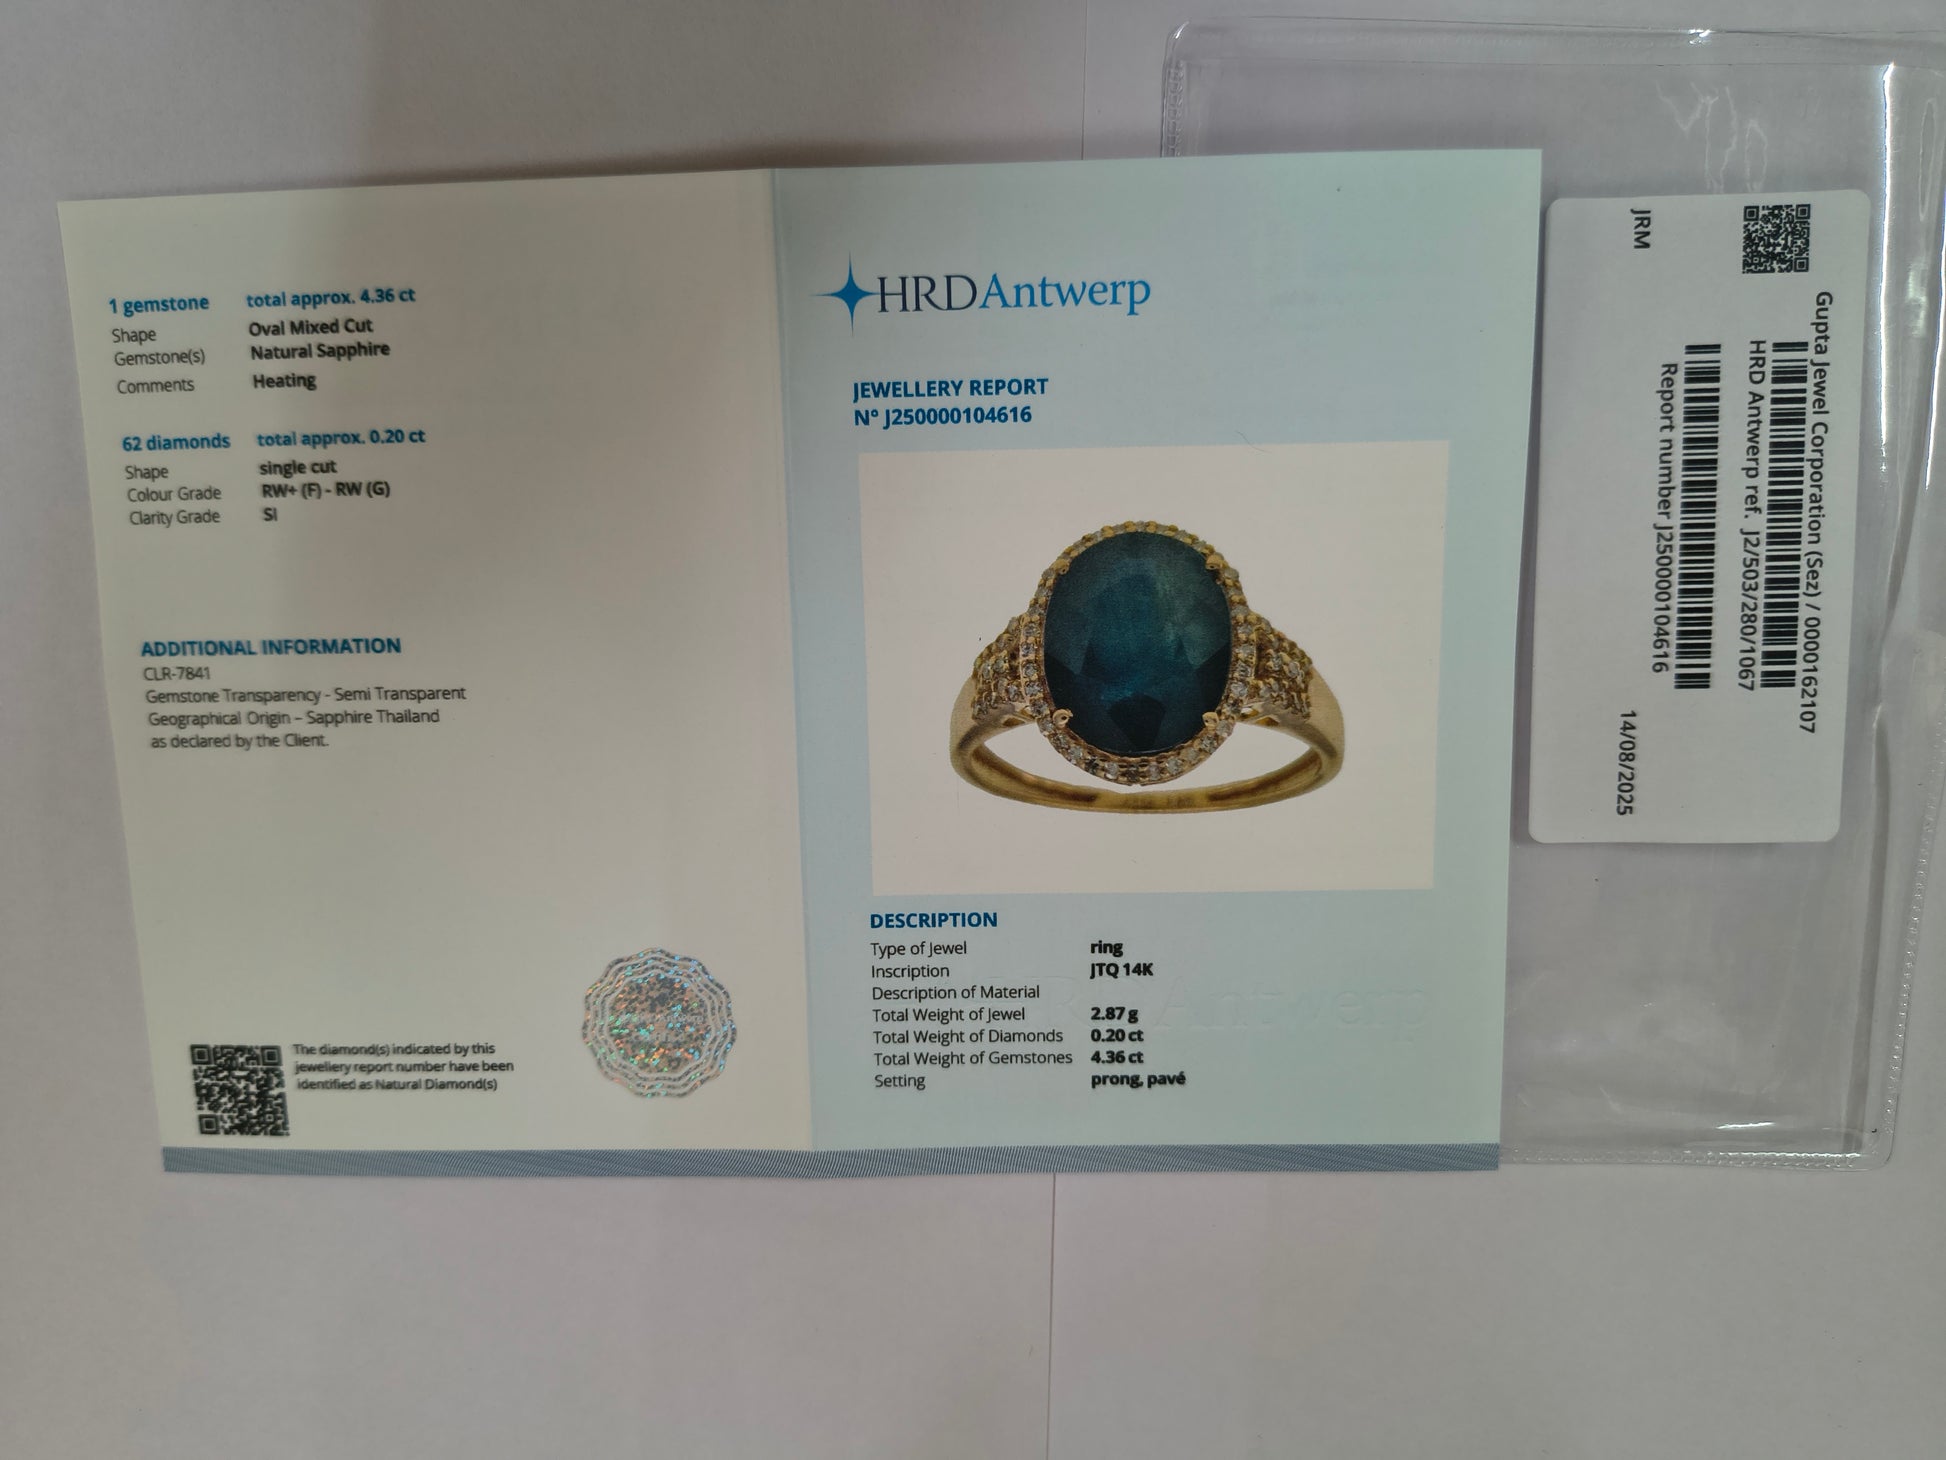 1 gemstone total approx. 4.36 ct
Shape Oval Mixed Cut
Gemstone(s) Natural Sapphire
Comments Heating
62 diamonds total approx. 0.20 ct
Shape single cut
Colour Grade RW+ (F) - RW (G)
Clarity Grade SI
ADDITIONAL INFORMATION
CLR-7841
Gemstone Transparency - Semi Transparent
Geographical Origin – Sapphire Thailand
as declared by the Client.
The diamond(s) indicated by this
jewellery report number have been
identified as Natural Diamond(s)
HRD Antwerp
JEWELLERY REPORT
N° J250000104616
DESCRIPTION
Type of Jewel ring
Inscription JTQ 14K
Description of Material
Total Weight of Jewel 2.87 g
Total Weight of Diamonds 0.20 ct
Total Weight of Gemstones 4.36 ct
Setting prong, pavé
HRD Antwerp
Gupta Jewel Corporation (Sez) / 0000162107
HRD Antwerp ref. J2/503/280/1067
Report number J250000104616
JRM 14/08/2025